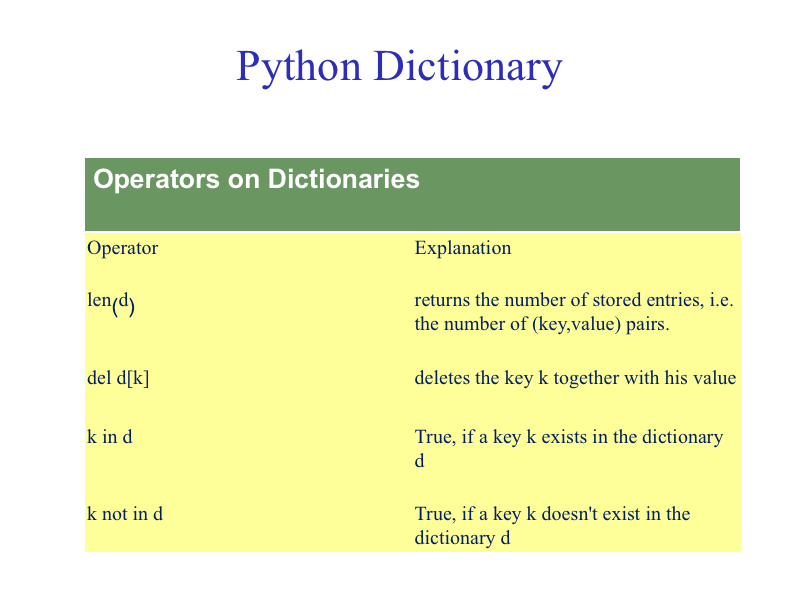 Python Dictionary
Operators on Dictionaries
Operator Explanation
len(d) returns the number of stored entries, i.e.
the number of (key,value) pairs.
del d[k] deletes the key k together with his value
k in d True, if a key k exists in the dictionary
d
k not in d True, if a key k doesn't exist in the
dictionary d